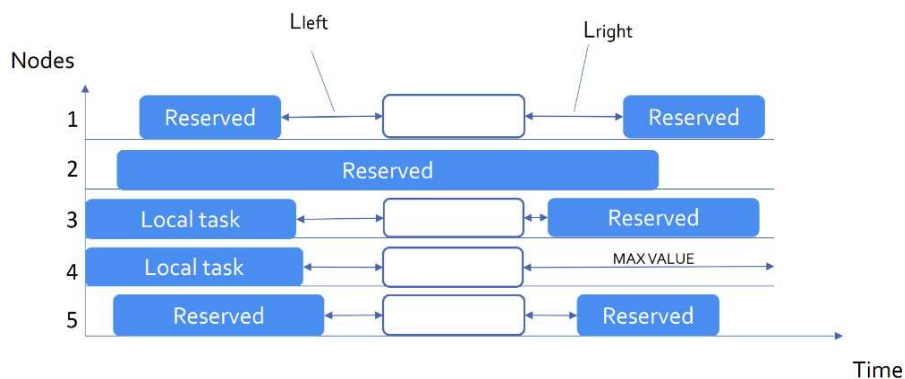 Lleft
Lright
Nodes
1 Reserved Reserved
2 Reserved
3 Local task Reserved
4 Local task MAX VALUE
5 Reserved Reserved
Time